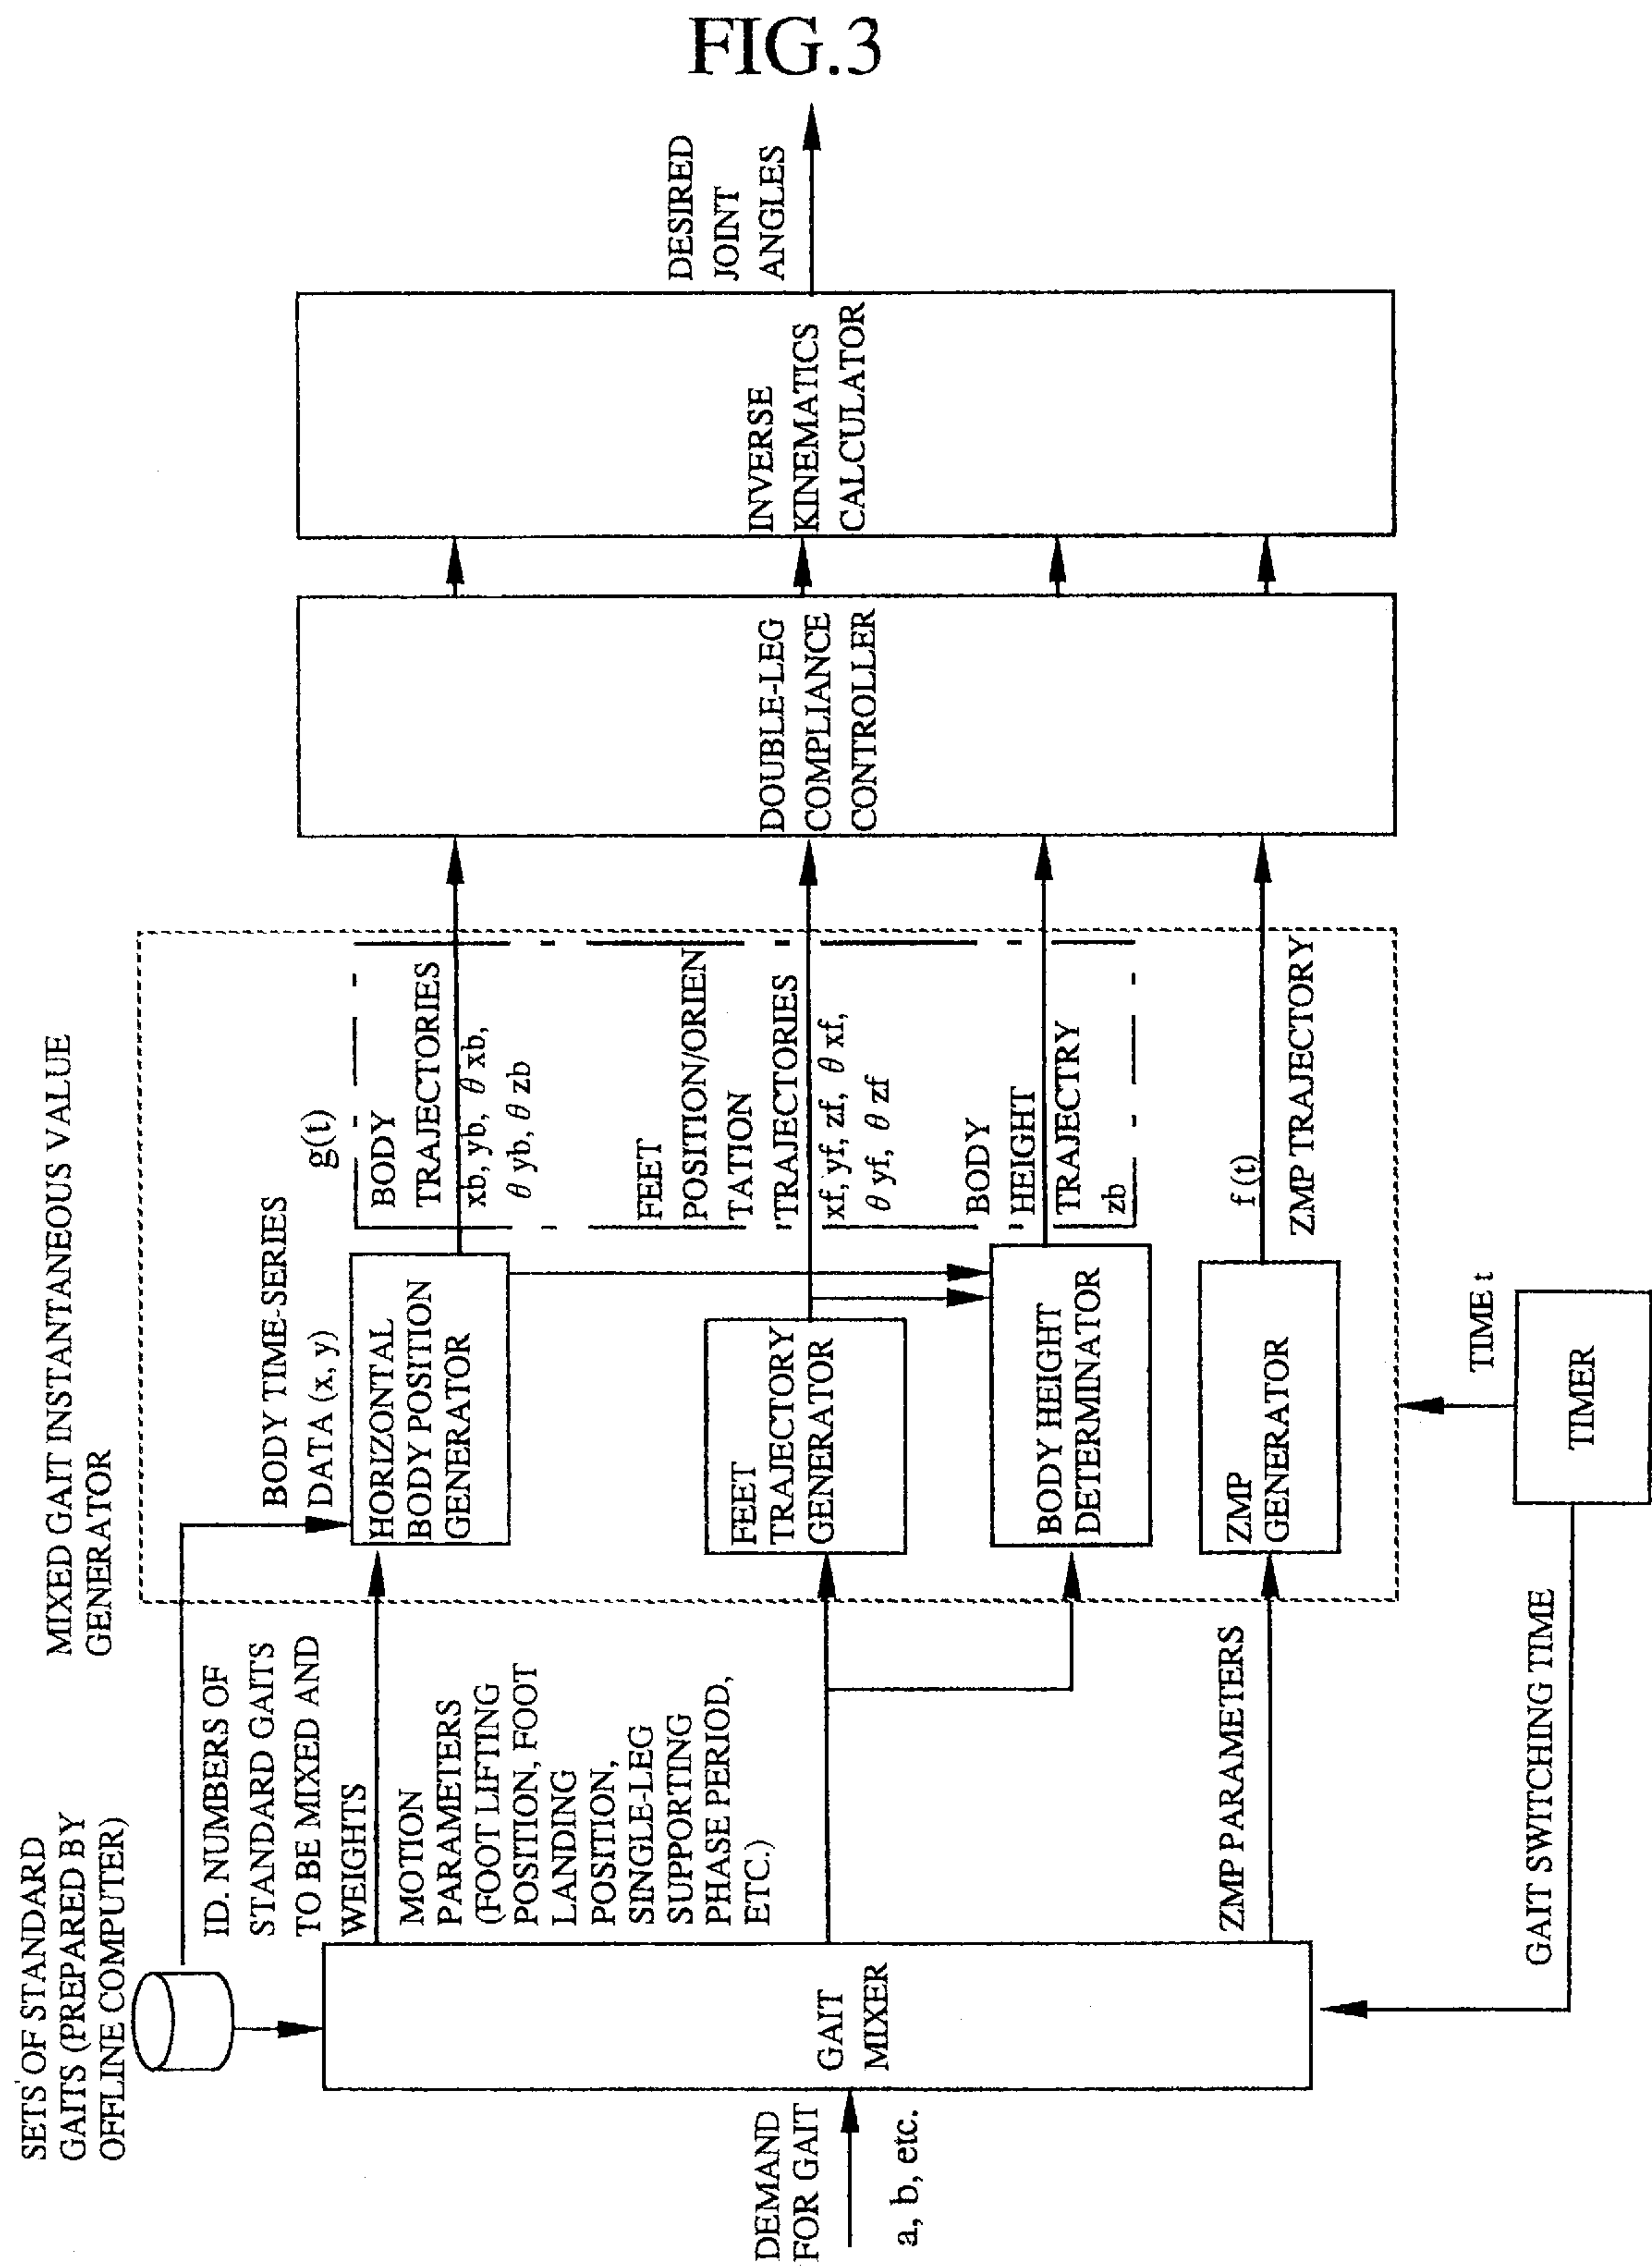 FIG.3
SETS OF STANDARD
GAITS (PREPARED BY
OFFLINE COMPUTER)
MIXED GAIT INSTANTANEOUS VALUE
GENERATOR
DEMAND
FOR GAIT
a, b, etc.
GAIT
MIXER
ID. NUMBERS OF
STANDARD GAITS
TO BE MIXED AND
WEIGHTS
MOTION
PARAMETERS
(FOOT LIFTING
POSITION, FOOT
LANDING
POSITION,
SINGLE-LEG
SUPPORTING
PHASE PERIOD,
ETC.)
ZMP PARAMETERS
GAIT SWITCHING TIME
BODY TIME-SERIES
DATA (x, y)
HORIZONTAL
BODY POSITION
GENERATOR
FEET
TRAJECTORY
GENERATOR
BODY HEIGHT
DETERMINATOR
ZMP
GENERATOR
TIMER
TIME t
g(t)
BODY
TRAJECTORIES
xb, yb, θ xb,
θ yb, θ zb
FEET
POSITION/ORIEN
TATION
TRAJECTORIES
xf, yf, zf, θ xf,
θ yf, θ zf
BODY
HEIGHT
TRAJECTRY
zb
f (t)
ZMP TRAJECTORY
DOUBLE-LEG
COMPLIANCE
CONTROLLER
INVERSE
KINEMATICS
CALCULATOR
DESIRED
JOINT
ANGLES